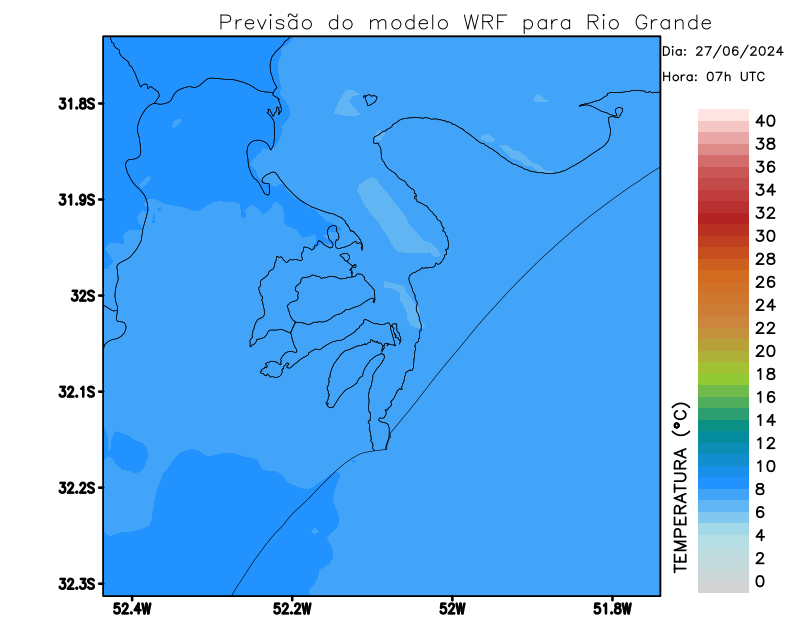 Previsão do modelo WRF para Rio Grande
Dia: 27/06/2024
Hora: 07h UTC
31.8S
31.9S
32S
32.1S
32.2S
32.3S
52.4W
52.2W
52W
51.8W
TEMPERATURA (°C)
40
38
36
34
32
30
28
26
24
22
20
18
16
14
12
10
8
6
4
2
0